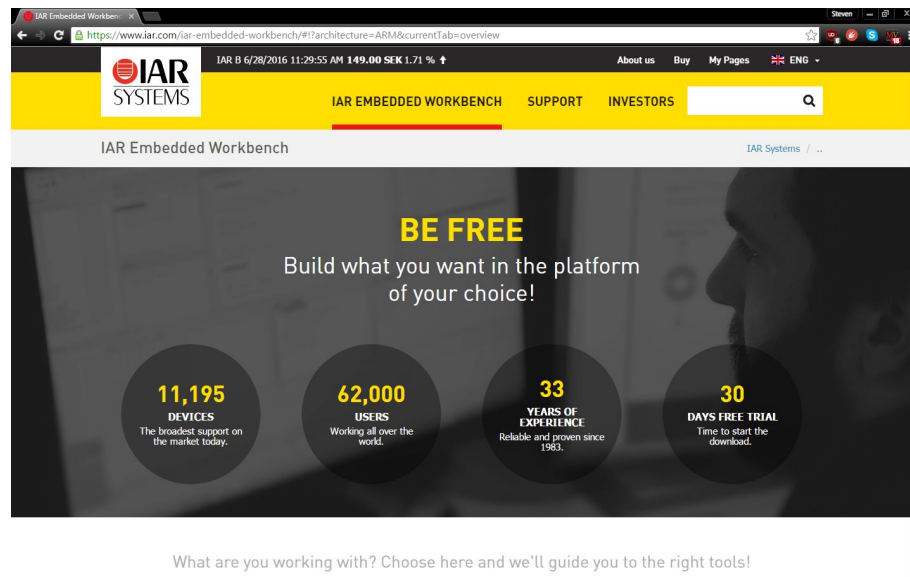 IAR Embedded Workbenc
Steven
https://www.iar.com/iar-embedded-workbench/#!?architecture=ARM&currentTab=overview
IAR SYSTEMS
IAR B 6/28/2016 11:29:55 AM 149.00 SEK 1.71 %
About us Buy My Pages ENG
IAR EMBEDDED WORKBENCH SUPPORT INVESTORS
IAR Embedded Workbench
IAR Systems / ..
BE FREE
Build what you want in the platform
of your choice!
11,195
DEVICES
The broadest support on
the market today.
62,000
USERS
Working all over the
world.
33
YEARS OF
EXPERIENCE
Reliable and proven since
1983.
30
DAYS FREE TRIAL
Time to start the
download.
What are you working with? Choose here and we'll guide you to the right tools!